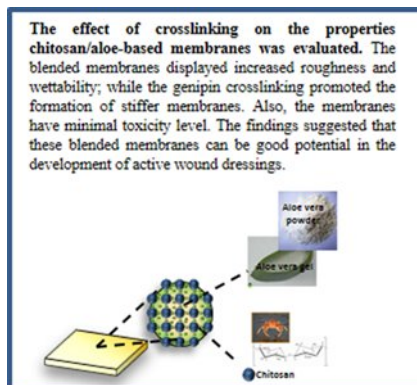 The effect of crosslinking on the properties
chitosan/aloe-based membranes was evaluated. The
blended membranes displayed increased roughness and
wettability; while the genipin crosslinking promoted the
formation of stiffer membranes. Also, the membranes
have minimal toxicity level. The findings suggested that
these blended membranes can be good potential in the
development of active wound dressings.
Aloe vera
powder
Aloe vera gel
Chitosan